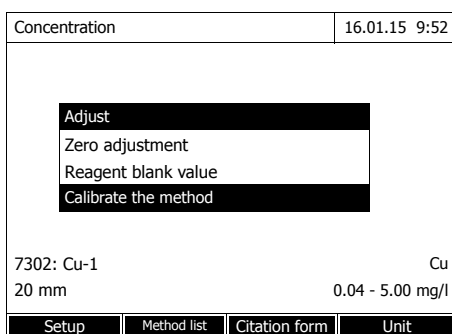 Concentration 16.01.15 9:52
Adjust
Zero adjustment
Reagent blank value
Calibrate the method
7302: Cu-1 Cu
20 mm 0.04 - 5.00 mg/l
Setup Method list Citation form Unit